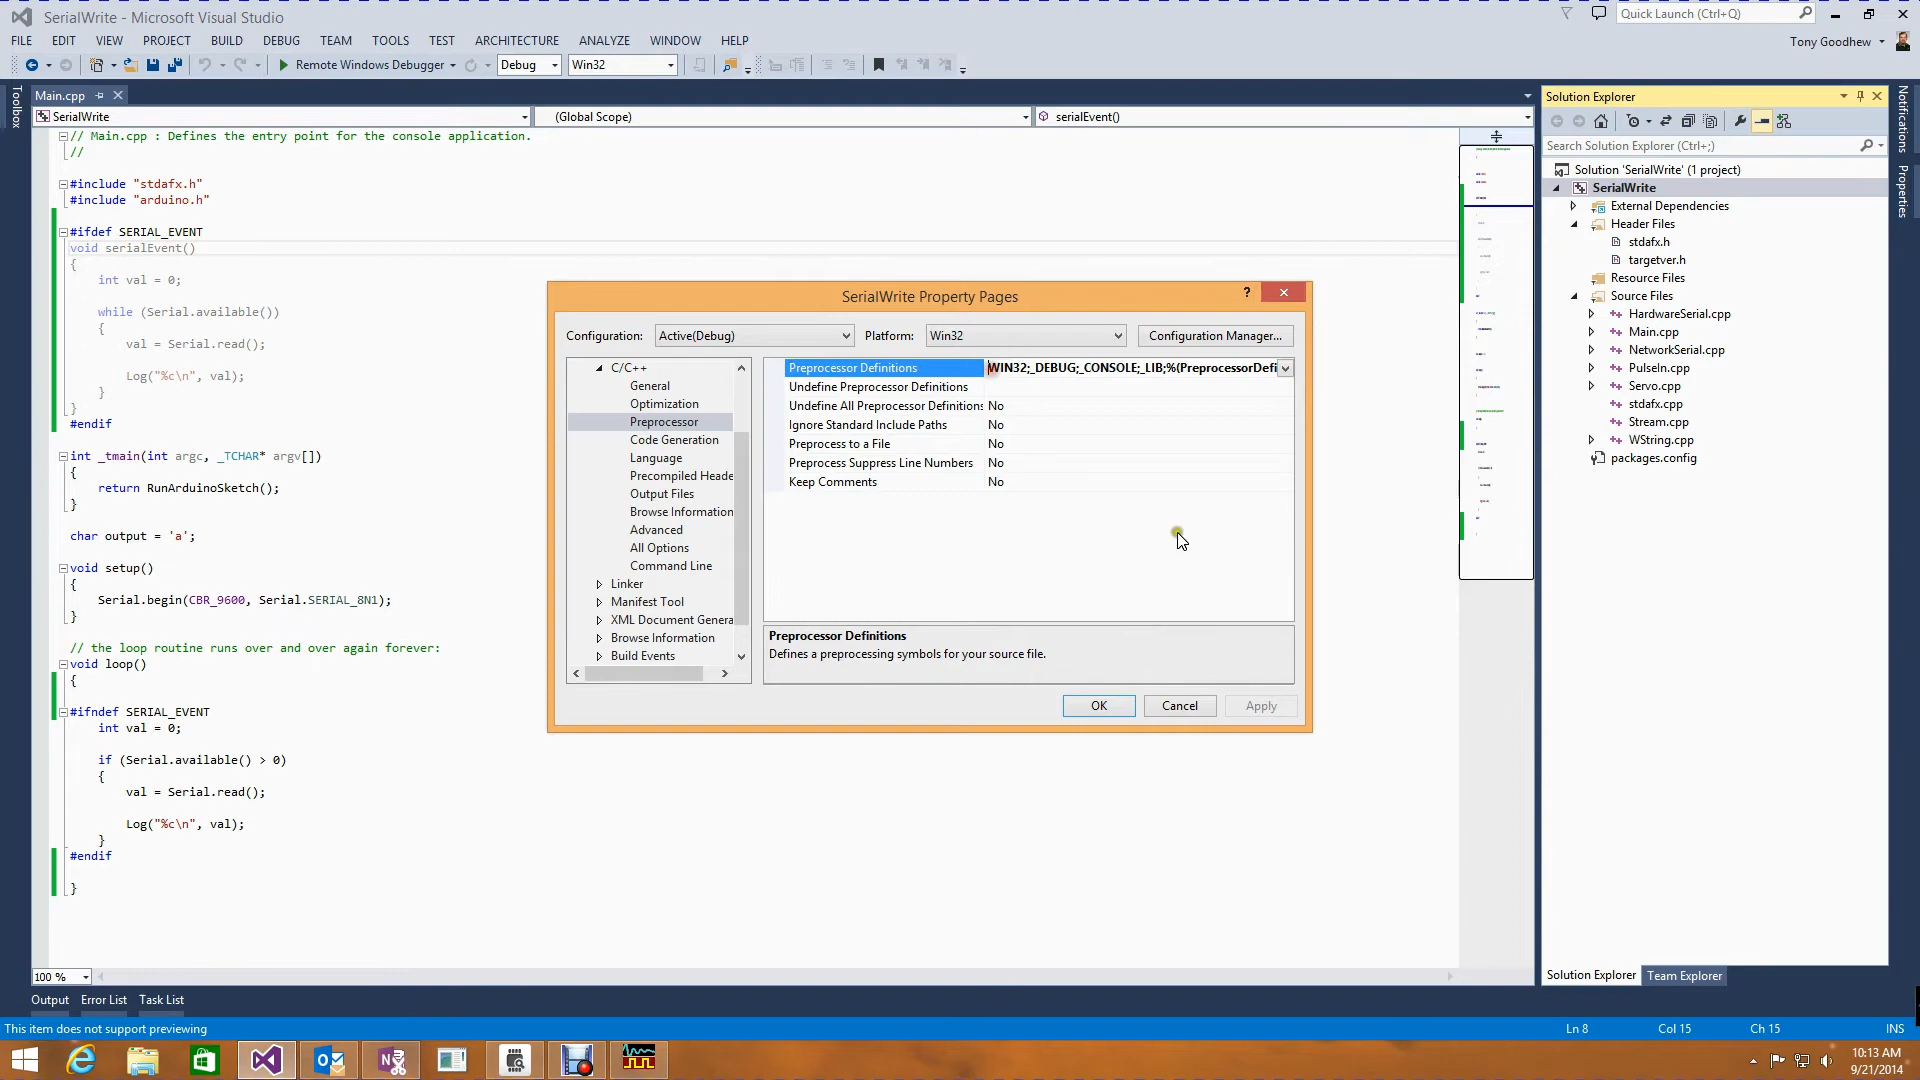 SerialWrite - Microsoft Visual Studio
Quick Launch (Ctrl+Q)
FILE EDIT VIEW PROJECT BUILD DEBUG TEAM TOOLS TEST ARCHITECTURE ANALYZE WINDOW HELP
Tony Goodhew
Remote Windows Debugger Debug Win32
Toolbox
Main.cpp
SerialWrite (Global Scope) serialEvent()
// Main.cpp : Defines the entry point for the console application.
//
#include "stdafx.h"
#include "arduino.h"
#ifdef SERIAL_EVENT
void serialEvent()
{
int val = 0;
while (Serial.available())
{
val = Serial.read();
Log("%c\n", val);
}
}
#endif
int _tmain(int argc, _TCHAR* argv[])
{
return RunArduinoSketch();
}
char output = 'a';
void setup()
{
Serial.begin(CBR_9600, Serial.SERIAL_8N1);
}
// the loop routine runs over and over again forever:
void loop()
{
#ifndef SERIAL_EVENT
int val = 0;
if (Serial.available() > 0)
{
val = Serial.read();
Log("%c\n", val);
}
#endif
}
100 %
SerialWrite Property Pages
?
Configuration: Active(Debug) Platform: Win32 Configuration Manager...
C/C++
General
Optimization
Preprocessor
Code Generation
Language
Precompiled Heade
Output Files
Browse Information
Advanced
All Options
Command Line
Linker
Manifest Tool
XML Document Genera
Browse Information
Build Events
Preprocessor Definitions WIN32;_DEBUG;_CONSOLE;_LIB;%(PreprocessorDefi
Undefine Preprocessor Definitions
Undefine All Preprocessor Definitions No
Ignore Standard Include Paths No
Preprocess to a File No
Preprocess Suppress Line Numbers No
Keep Comments No
Preprocessor Definitions
Defines a preprocessing symbols for your source file.
OK Cancel Apply
Solution Explorer
Search Solution Explorer (Ctrl+;)
Solution 'SerialWrite' (1 project)
SerialWrite
External Dependencies
Header Files
stdafx.h
targetver.h
Resource Files
Source Files
HardwareSerial.cpp
Main.cpp
NetworkSerial.cpp
PulseIn.cpp
Servo.cpp
stdafx.cpp
Stream.cpp
WString.cpp
packages.config
Solution Explorer Team Explorer
Notifications
Properties
Output Error List Task List
This item does not support previewing
Ln 8 Col 15 Ch 15 INS
10:13 AM
9/21/2014